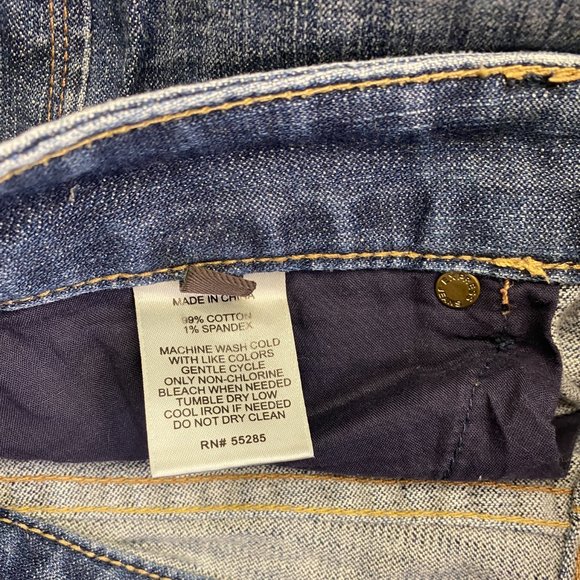 MADE IN CHINA
99% COTTON
1% SPANDEX
MACHINE WASH COLD
WITH LIKE COLORS
GENTLE CYCLE
ONLY NON-CHLORINE
BLEACH WHEN NEEDED
TUMBLE DRY LOW
COOL IRON IF NEEDED
DO NOT DRY CLEAN
RN# 55285